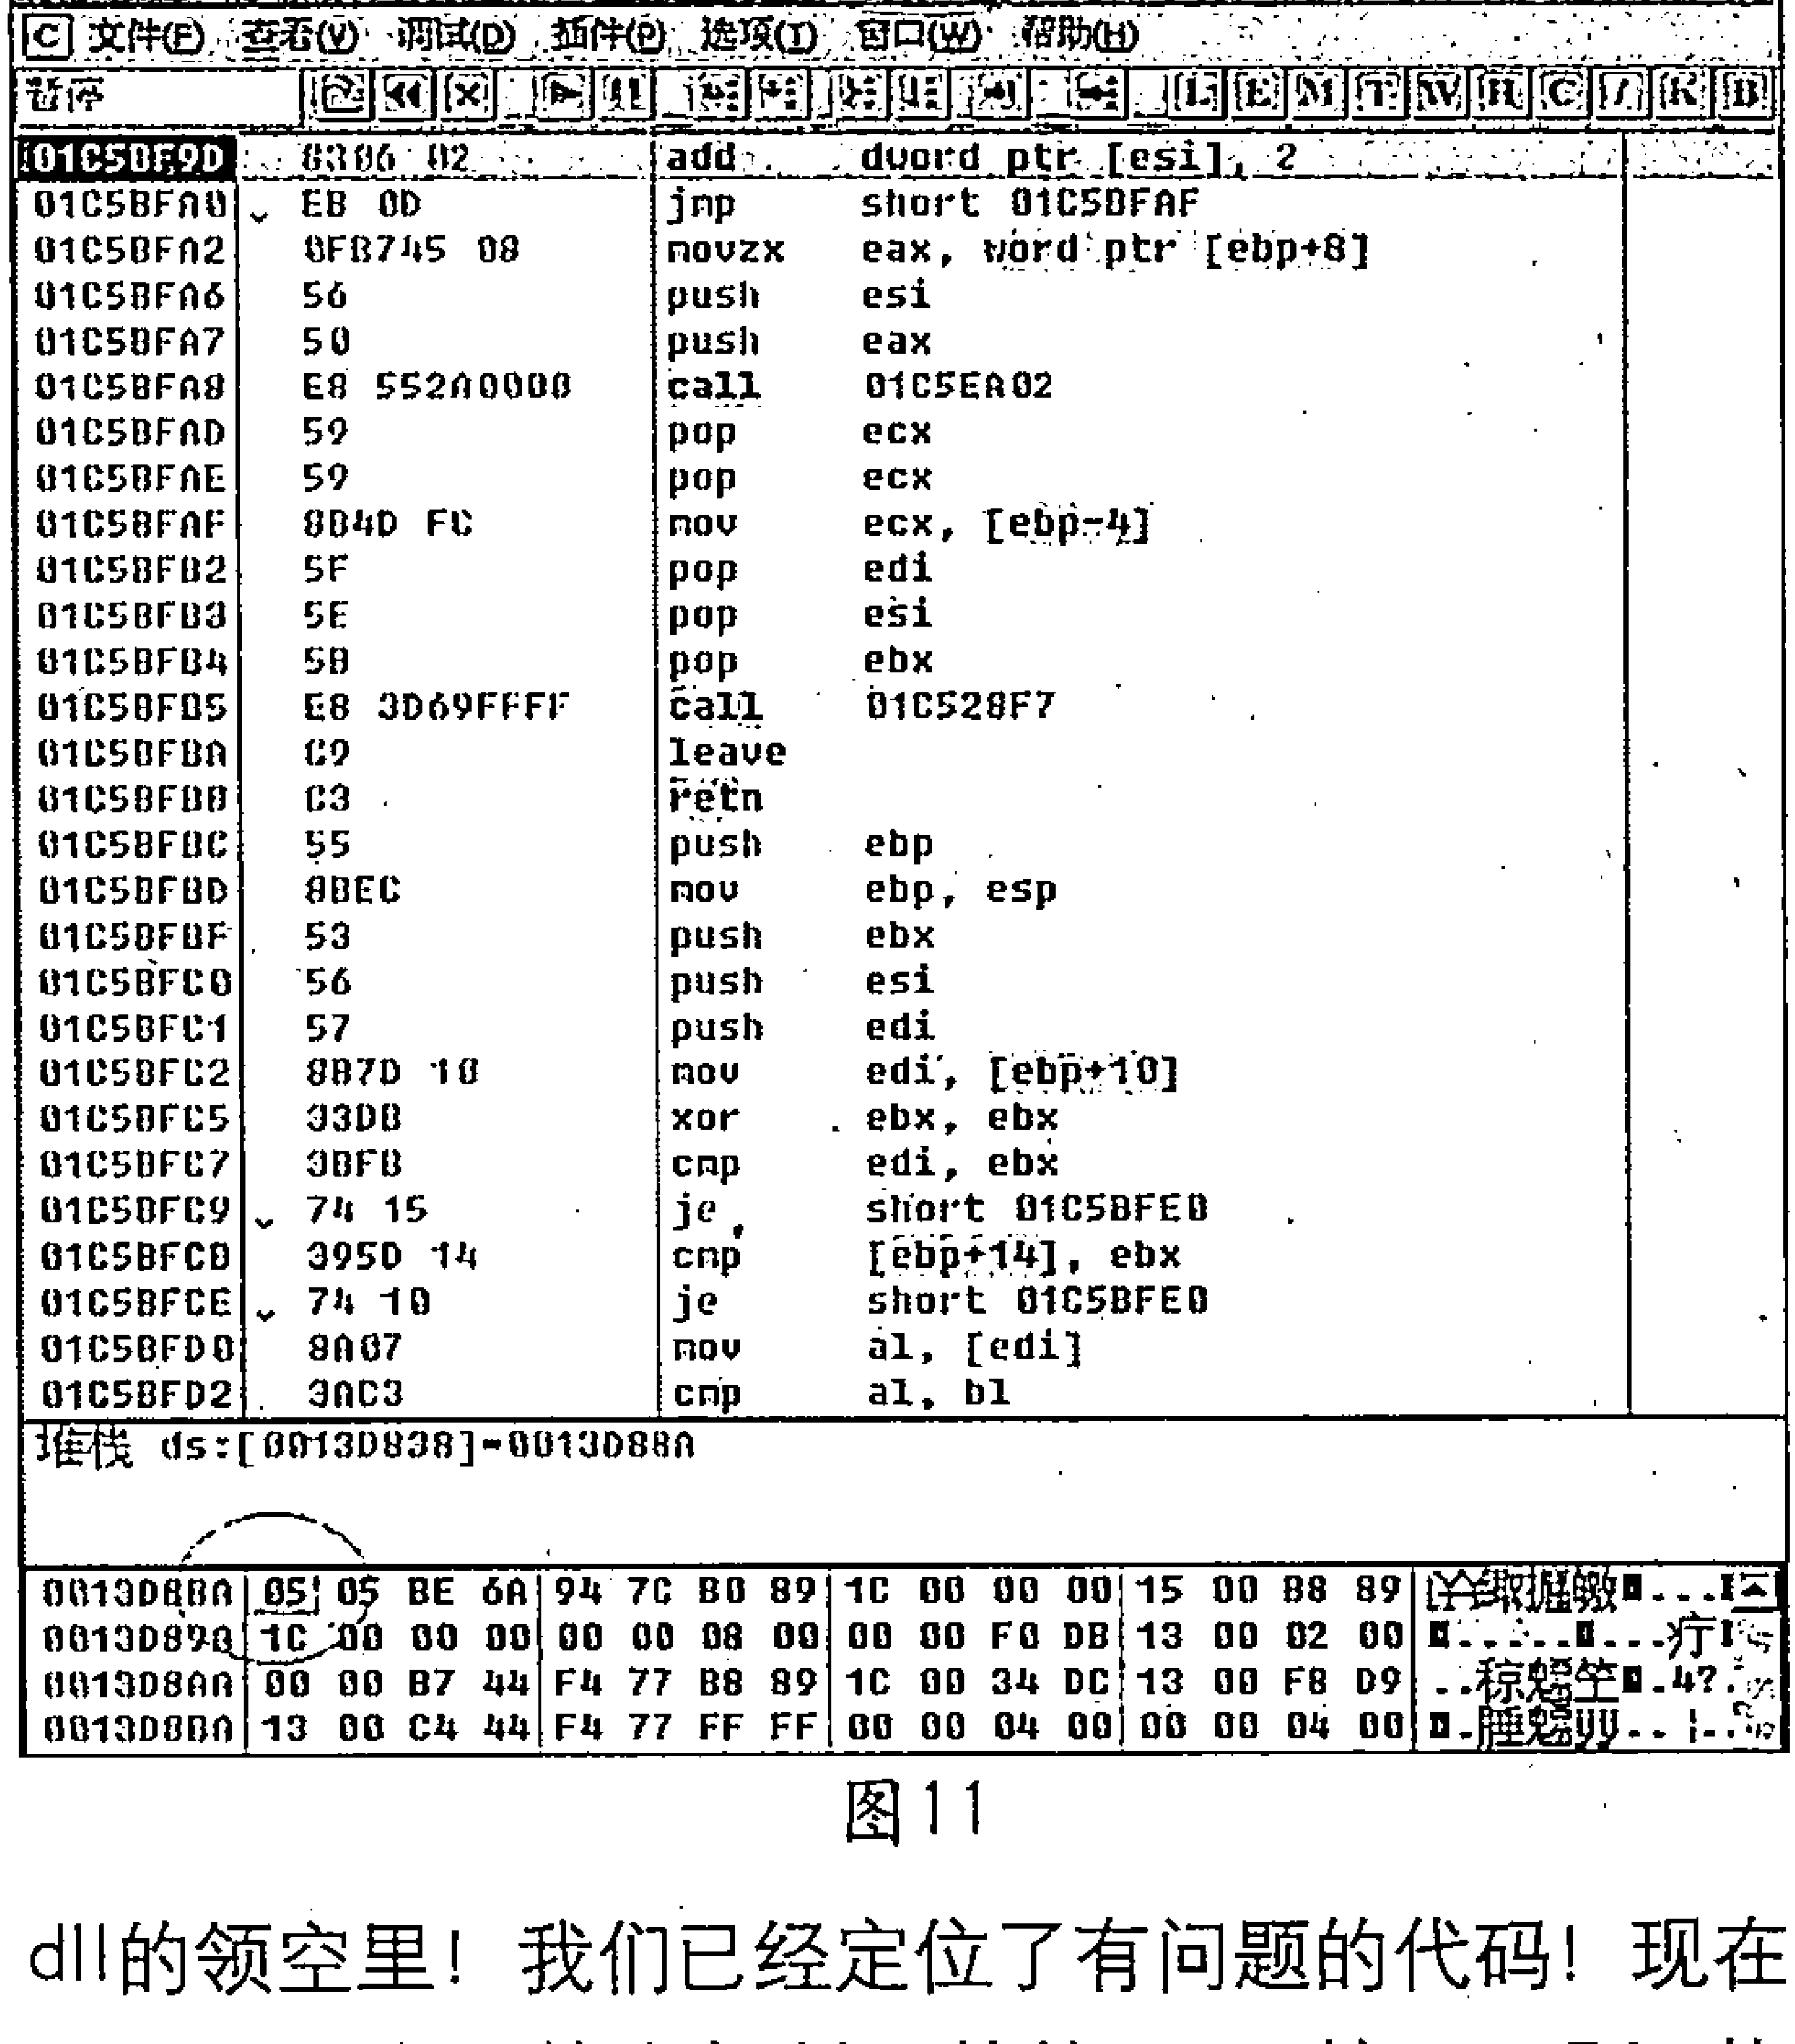 C 文件(F) 查看(V) 调试(D) 插件(P) 选项(I) 窗口(W) 帮助(H)
暂停 L E M T W H C / K B
01C5BF9D 8306 02 add dword ptr [esi], 2
01C5BFA0 EB 0D jmp short 01C5BFAF
01C5BFA2 0FB745 08 movzx eax, word ptr [ebp+8]
01C5BFA6 56 push esi
01C5BFA7 50 push eax
01C5BFA8 E8 552A0000 call 01C5EA02
01C5BFAD 59 pop ecx
01C5BFAE 59 pop ecx
01C5BFAF 8B4D FC mov ecx, [ebp-4]
01C5BFB2 5F pop edi
01C5BFB3 5E pop esi
01C5BFB4 5B pop ebx
01C5BFB5 E8 3D69FFFF call 01C528F7
01C5BFBA C9 leave
01C5BFBB C3 retn
01C5BFBC 55 push ebp
01C5BFBD 8BEC mov ebp, esp
01C5BFBF 53 push ebx
01C5BFC0 56 push esi
01C5BFC1 57 push edi
01C5BFC2 8B7D 10 mov edi, [ebp+10]
01C5BFC5 33DB xor ebx, ebx
01C5BFC7 3BFB cmp edi, ebx
01C5BFC9 74 15 je short 01C5BFE0
01C5BFCB 395D 14 cmp [ebp+14], ebx
01C5BFCE 74 10 je short 01C5BFE0
01C5BFD0 8A07 mov al, [edi]
01C5BFD2 3AC3 cmp al, bl
堆栈 ds:[0013D838]=0013D88A
0013D88A 05 05 BE 6A 94 7C B0 89 1C 00 00 00 15 00 B8 89
0013D89A 1C 00 00 00 00 00 08 00 00 00 F0 DB 13 00 02 00
0013D8AA 00 00 B7 44 F4 77 B8 89 1C 00 34 DC 13 00 F8 D9
0013D8BA 13 00 C4 44 F4 77 FF FF 00 00 04 00 00 00 04 00
图11
dll的领空里！我们已经定位了有问题的代码！现在